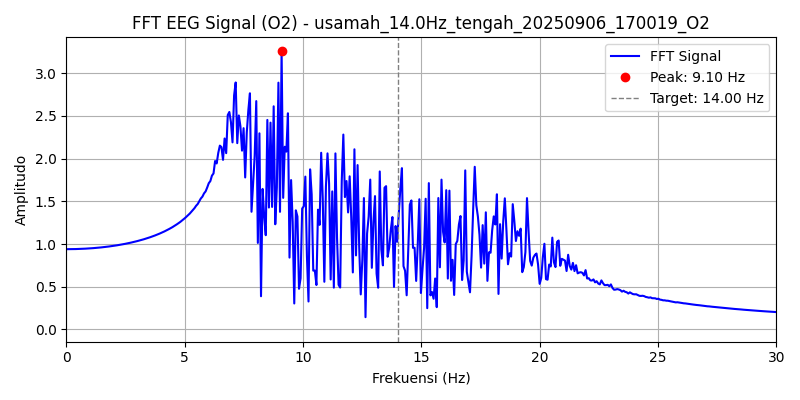 FFT EEG Signal (O2) - usamah_14.0Hz_tengah_20250906_170019_O2
FFT Signal
Peak: 9.10 Hz
Target: 14.00 Hz
Amplitudo
3.0
2.5
2.0
1.5
1.0
0.5
0.0
0 5 10 15 20 25 30
Frekuensi (Hz)